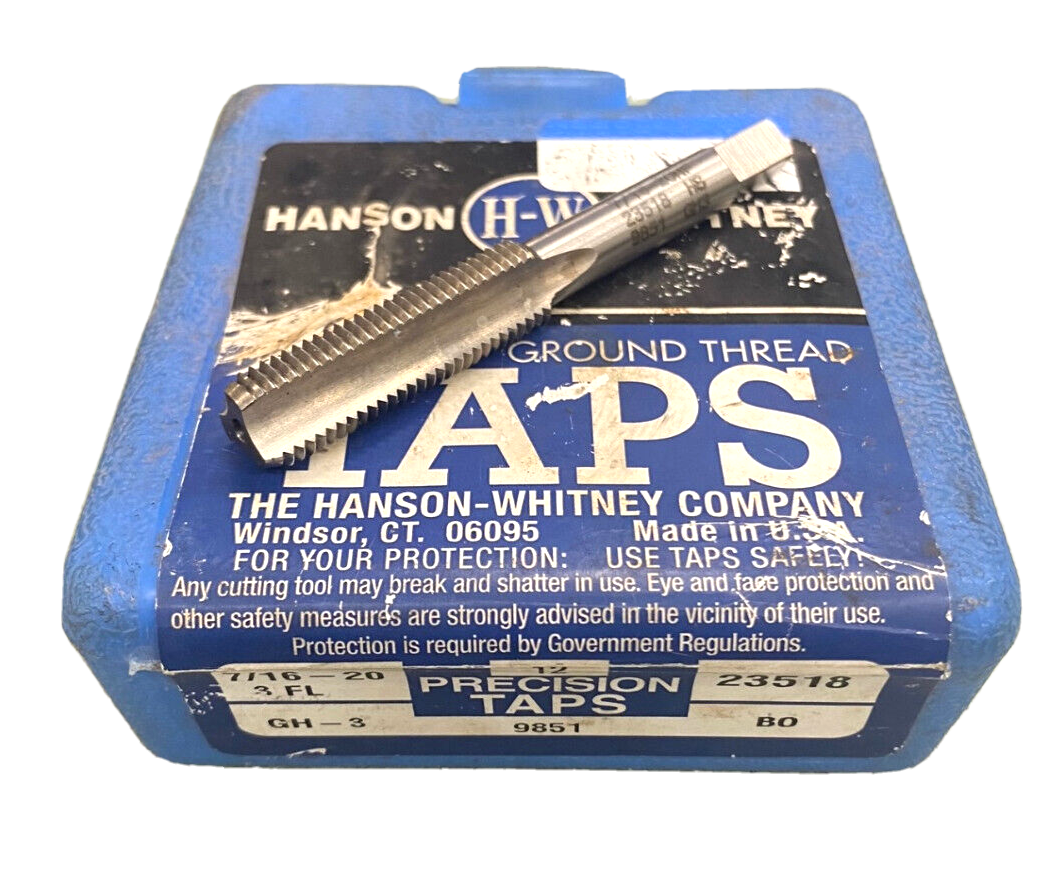 HANSON H-W
23518 HS
9851 GH3
GROUND THREAD
TAPS
THE HANSON-WHITNEY COMPANY
Windsor, CT. 06095 Made in U.S.A.
FOR YOUR PROTECTION: USE TAPS SAFELY!
Any cutting tool may break and shatter in use. Eye and face protection and
other safety measures are strongly advised in the vicinity of their use.
Protection is required by Government Regulations.
7/16-20 12 23518
3 FL PRECISION
TAPS
GH-3 9851 BO